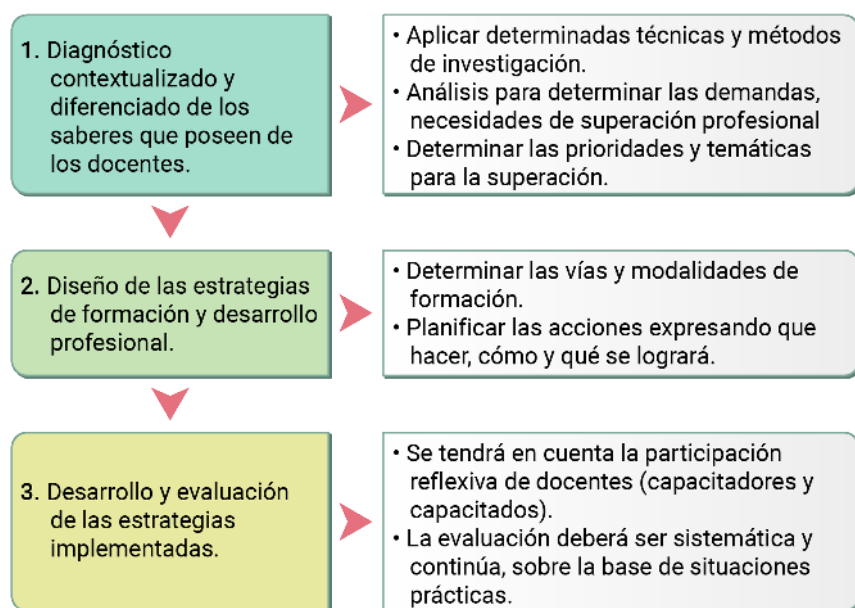 1. Diagnóstico
contextualizado y
diferenciado de los
saberes que poseen de
los docentes.
• Aplicar determinadas técnicas y métodos
de investigación.
• Análisis para determinar las demandas,
necesidades de superación profesional
• Determinar las prioridades y temáticas
para la superación.
2. Diseño de las estrategias
de formación y desarrollo
profesional.
• Determinar las vías y modalidades de
formación.
• Planificar las acciones expresando que
hacer, cómo y qué se logrará.
3. Desarrollo y evaluación
de las estrategias
implementadas.
• Se tendrá en cuenta la participación
reflexiva de docentes (capacitadores y
capacitados).
• La evaluación deberá ser sistemática y
continúa, sobre la base de situaciones
prácticas.